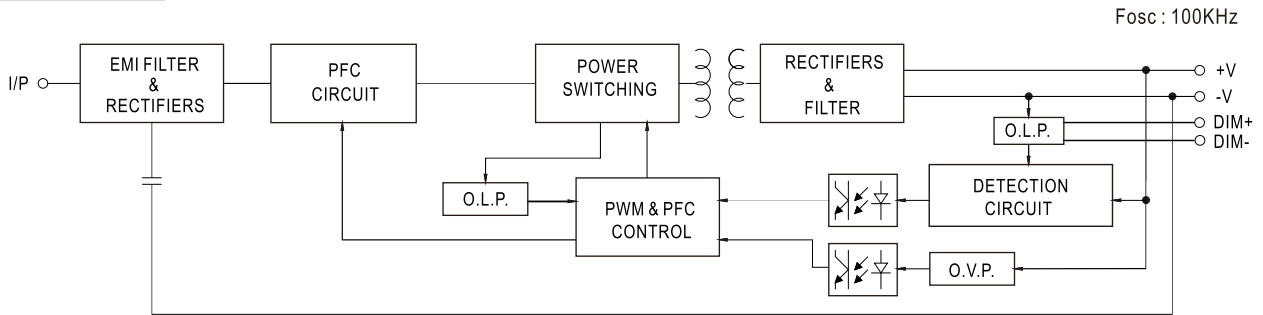 Fosc : 100KHz
I/P
EMI FILTER
&
RECTIFIERS
PFC
CIRCUIT
POWER
SWITCHING
RECTIFIERS
&
FILTER
+V
-V
DIM+
DIM-
O.L.P.
O.L.P.
PWM & PFC
CONTROL
DETECTION
CIRCUIT
O.V.P.